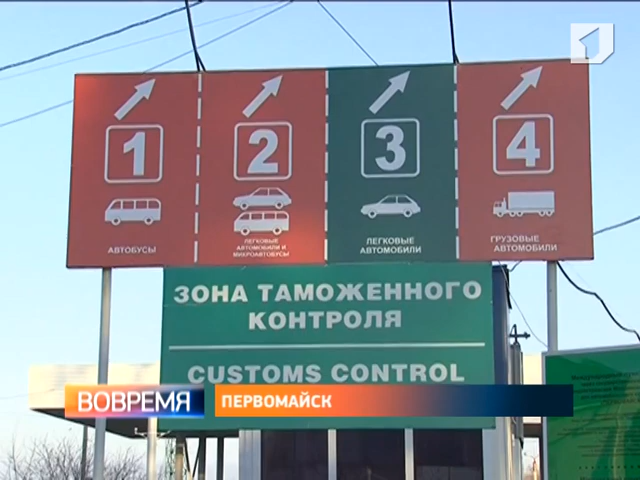 1
1
2
3
4
АВТОБУСЫ
ЛЕГКОВЫЕ
АВТОМОБИЛИ И
МИКРОАВТОБУСЫ
ЛЕГКОВЫЕ
АВТОМОБИЛИ
ГРУЗОВЫЕ
АВТОМОБИЛИ
ЗОНА ТАМОЖЕННОГО
КОНТРОЛЯ
CUSTOMS CONTROL
ВОВРЕМЯ
ПЕРВОМАЙСК